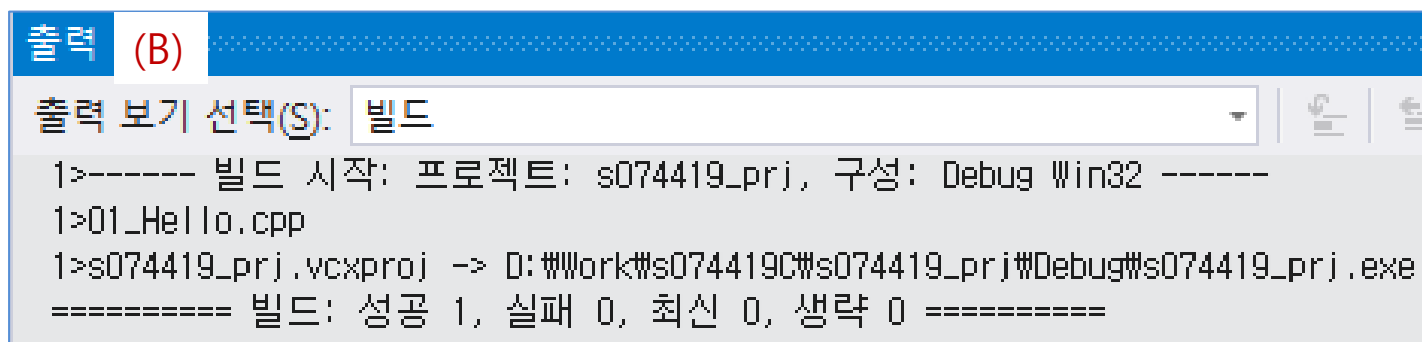 출력 (B)
출력 보기 선택(S): 빌드
1>------ 빌드 시작: 프로젝트: s074419_prj, 구성: Debug Win32 ------
1>01_Hello.cpp
1>s074419_prj.vcxproj -> D:₩Work₩s074419C₩s074419_prj₩Debug₩s074419_prj.exe
========== 빌드: 성공 1, 실패 0, 최신 0, 생략 0 ==========